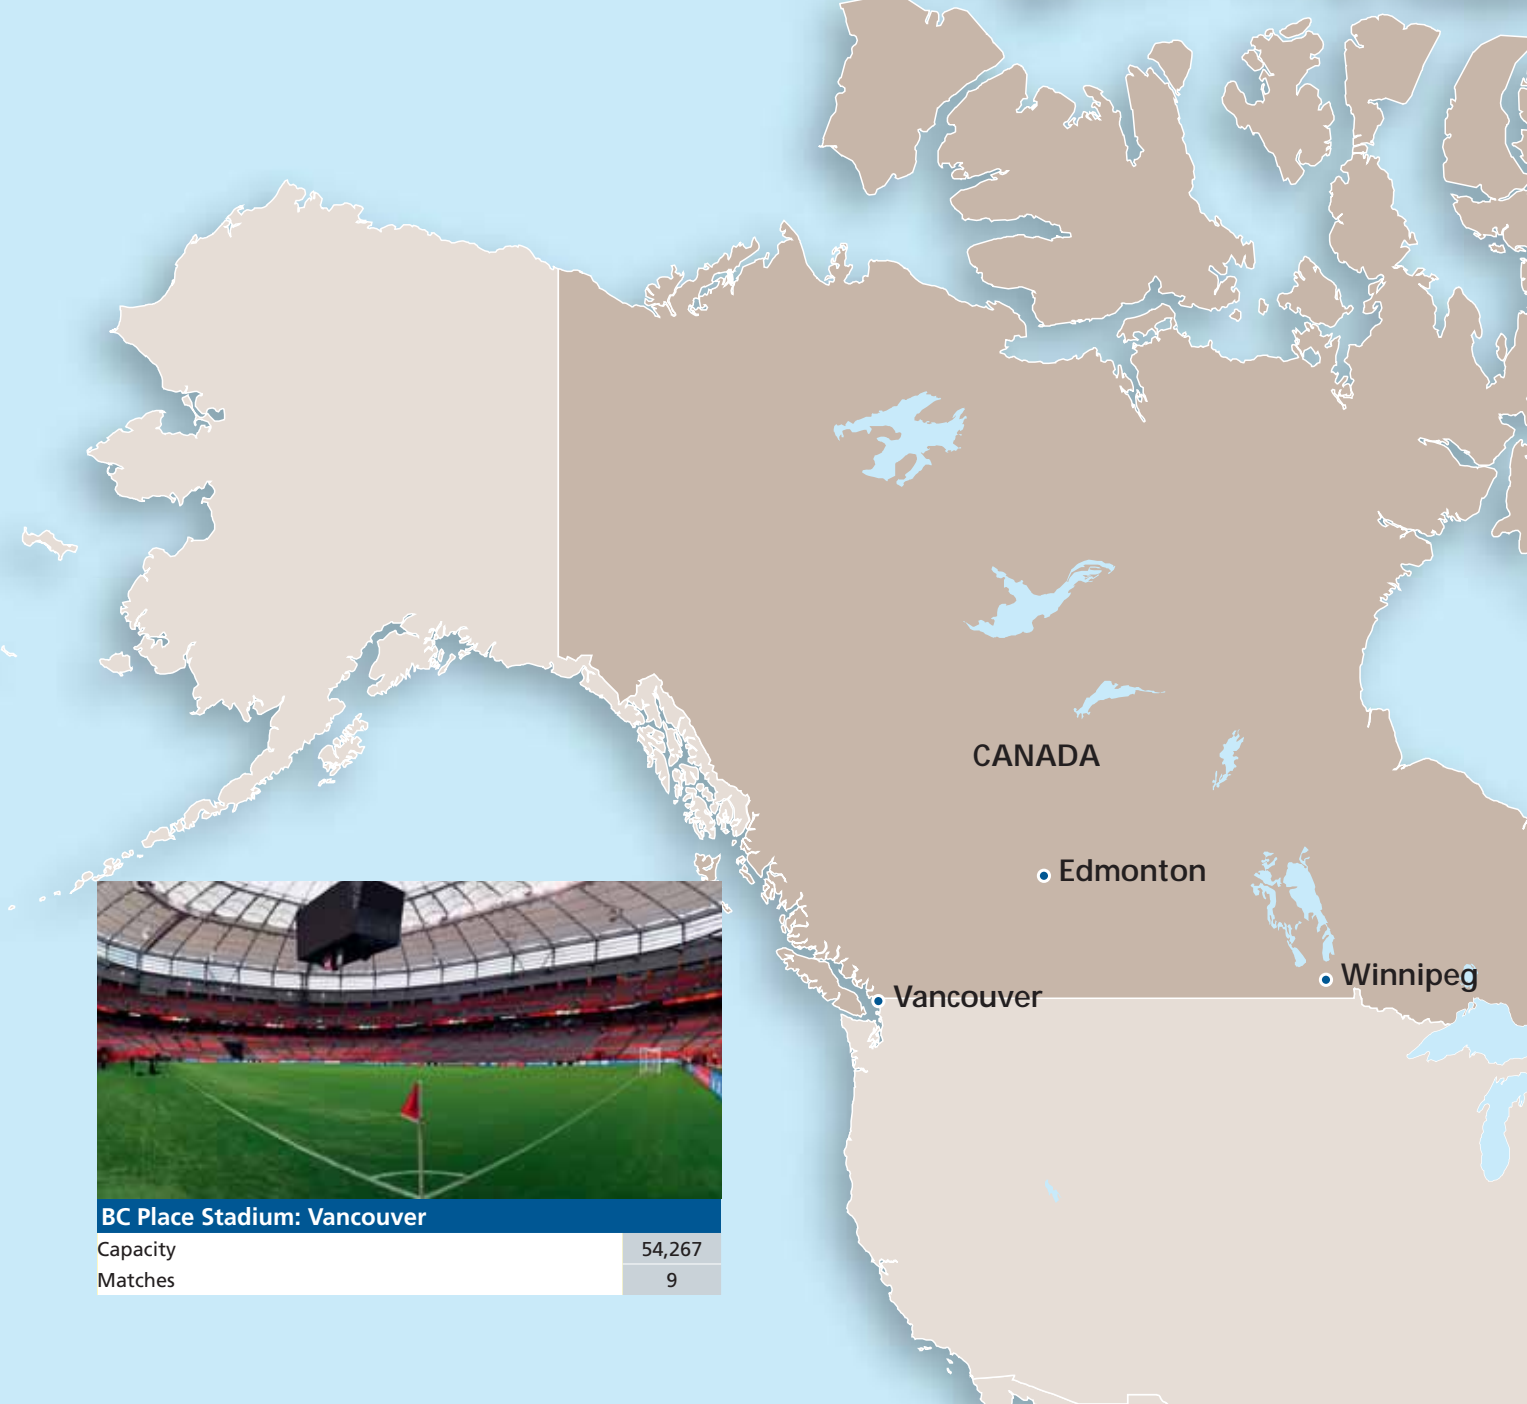 CANADA
Edmonton
Winnipeg
Vancouver
BC Place Stadium: Vancouver
Capacity 54,267
Matches 9